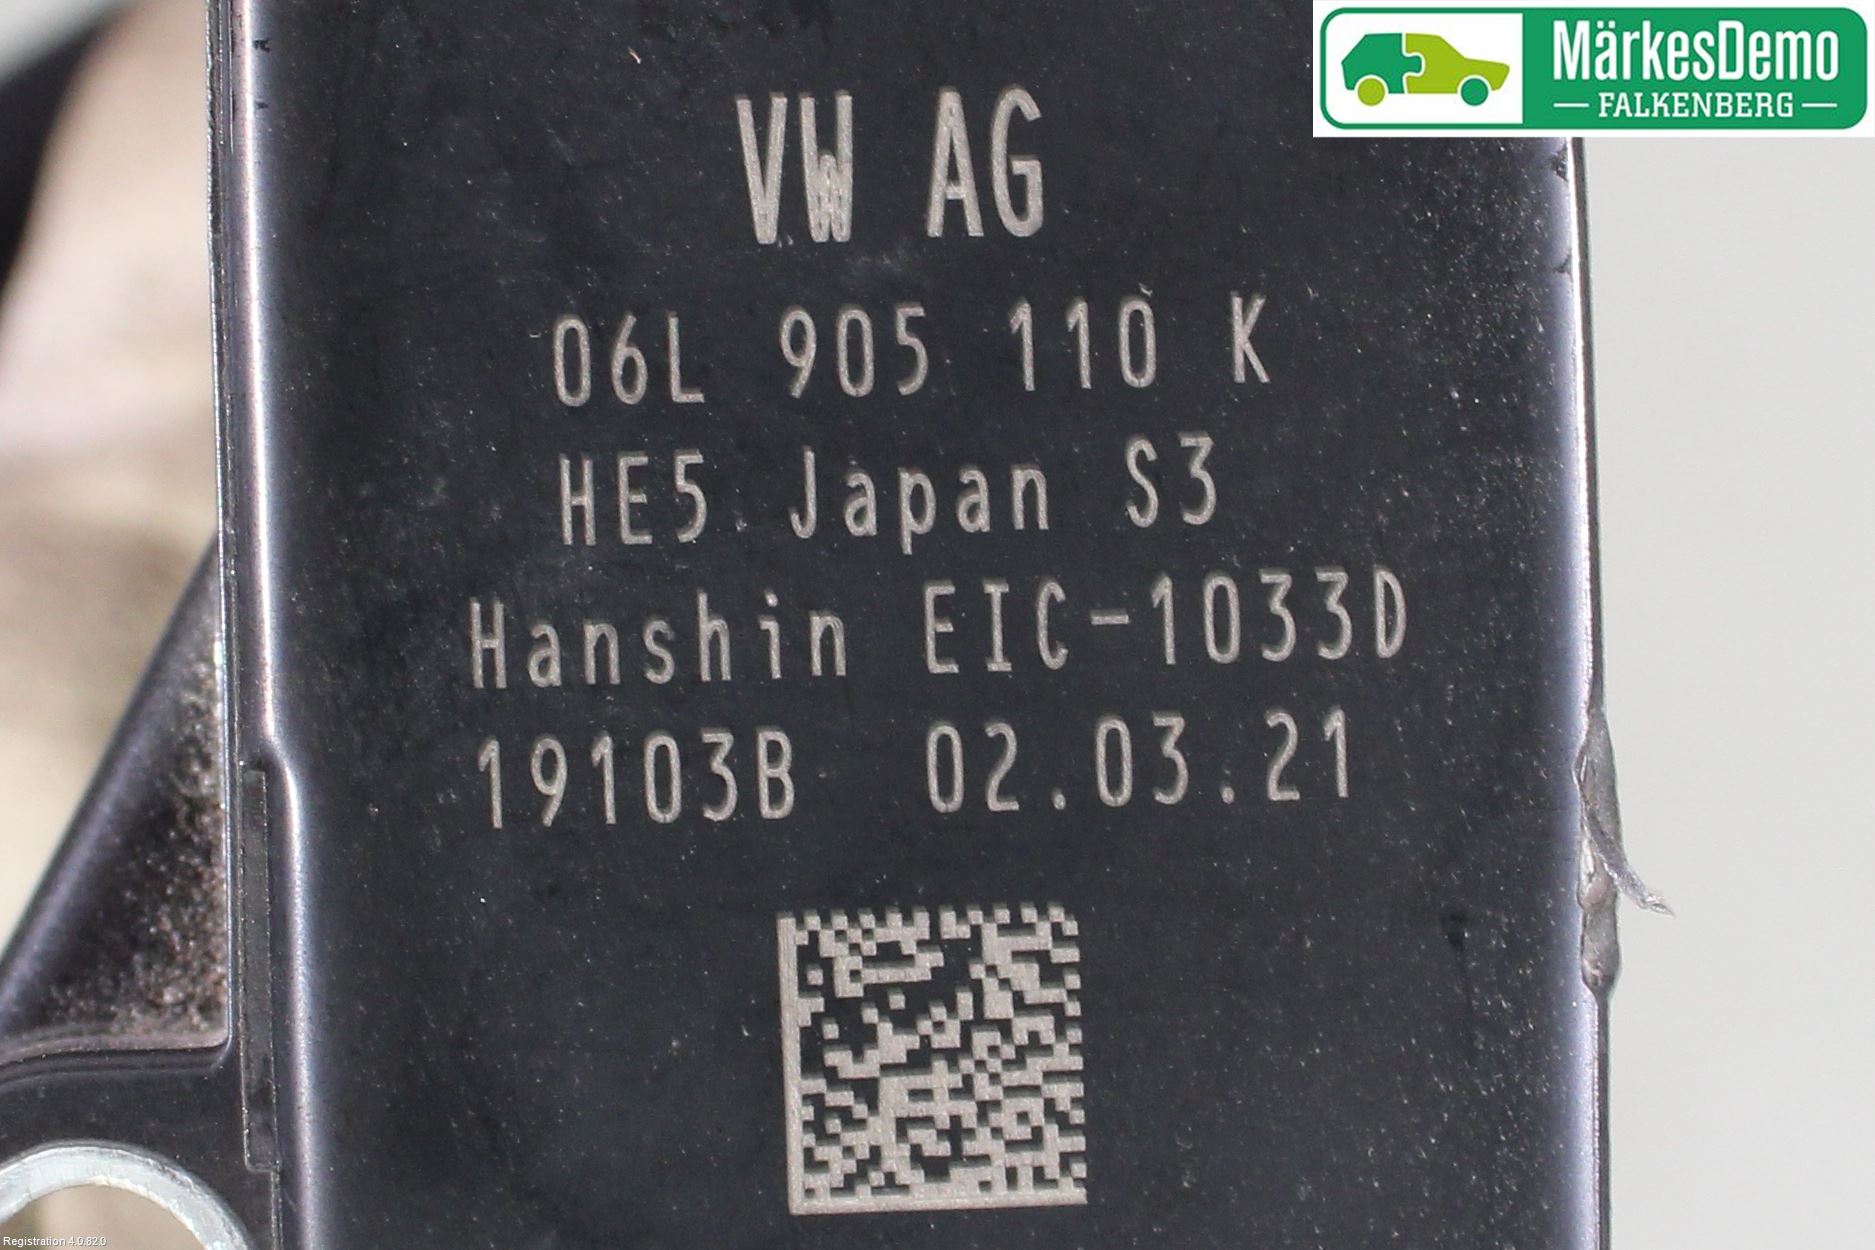 MärkesDemo
FALKENBERG
VW AG
06L 905 110 K
HE5 Japan S3
Hanshin EIC-1033D
19103B 02.03.21
Registration 4.0.82.0